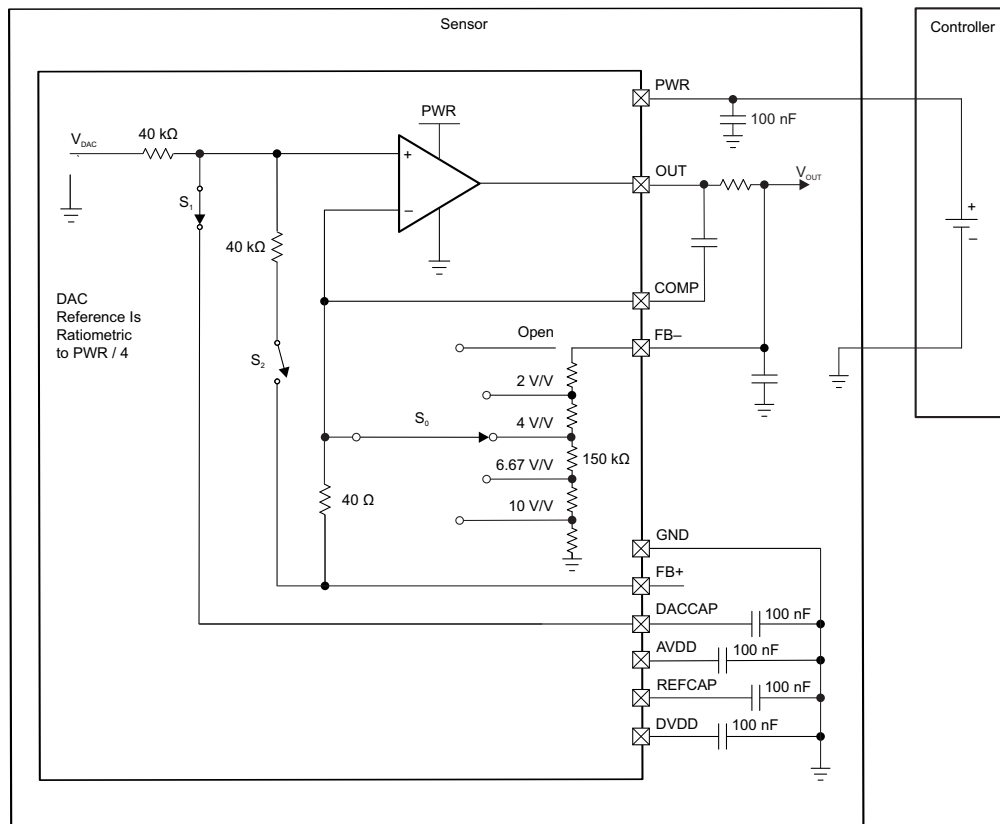 Sensor
Controller
PWR
PWR
100 nF
V_DAC
40 kΩ
+
–
OUT
V_OUT
+
–
S_1
40 kΩ
COMP
DAC
Reference Is
Ratiometric
to PWR / 4
Open
FB–
S_2
2 V/V
S_0
4 V/V
150 kΩ
6.67 V/V
40 Ω
10 V/V
GND
FB+
DACCAP
100 nF
AVDD
100 nF
REFCAP
100 nF
DVDD
100 nF